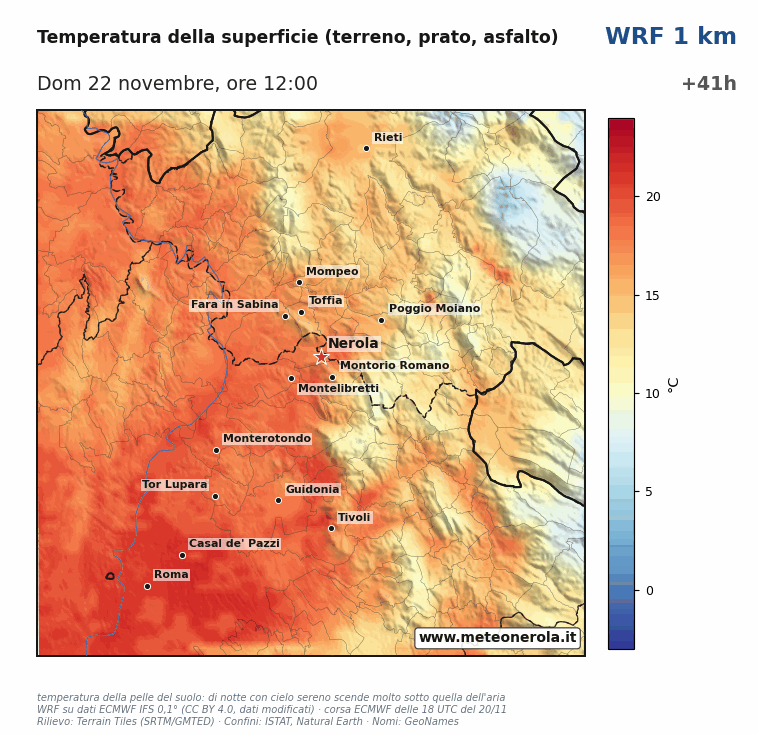 Temperatura della superficie (terreno, prato, asfalto)
WRF 1 km
Dom 22 novembre, ore 12:00
+41h
Rieti
Mompeo
Toffia
Fara in Sabina
Poggio Moiano
Nerola
Montorio Romano
Montelibretti
Monterotondo
Tor Lupara
Guidonia
Tivoli
Casal de' Pazzi
Roma
www.meteonerola.it
20
15
10
5
0
°C
temperatura della pelle del suolo: di notte con cielo sereno scende molto sotto quella dell'aria
WRF su dati ECMWF IFS 0,1° (CC BY 4.0, dati modificati) · corsa ECMWF delle 18 UTC del 20/11
Rilievo: Terrain Tiles (SRTM/GMTED) · Confini: ISTAT, Natural Earth · Nomi: GeoNames